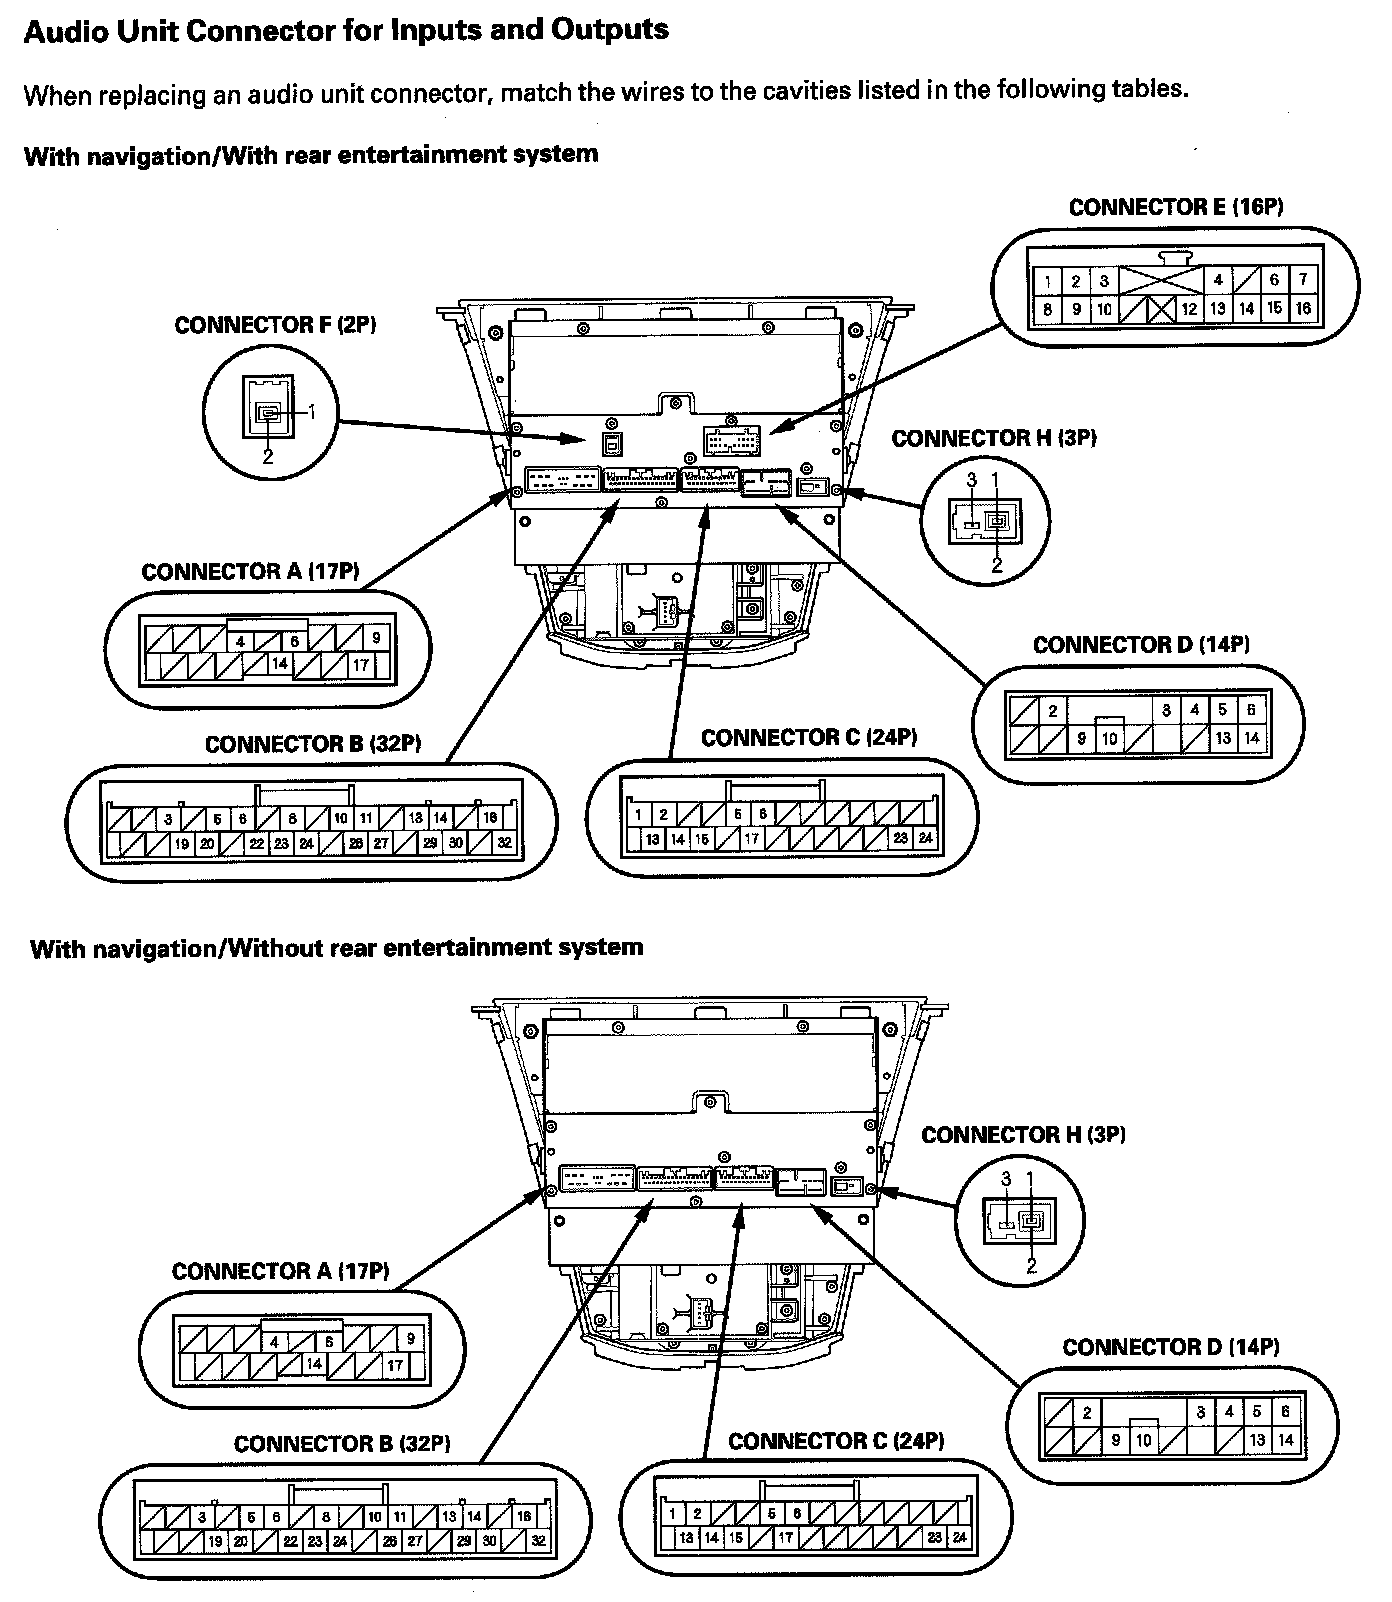 Audio Unit Connector for Inputs and Outputs
When replacing an audio unit connector, match the wires to the cavities listed in the following tables.
With navigation/With rear entertainment system
CONNECTOR E (16P)
1 2 3 4 6 7
8 9 10 12 13 14 15 16
CONNECTOR F (2P)
1
2
CONNECTOR H (3P)
3 1
2
CONNECTOR A (17P)
4 6 9
14 17
CONNECTOR D (14P)
2 3 4 5 6
9 10 13 14
CONNECTOR B (32P)
3 5 6 8 10 11 13 14 16
19 20 22 23 24 26 27 29 30 32
CONNECTOR C (24P)
1 2 5 6
13 14 15 17 23 24
With navigation/Without rear entertainment system
CONNECTOR H (3P)
3 1
2
CONNECTOR A (17P)
4 6 9
14 17
CONNECTOR D (14P)
2 3 4 5 6
9 10 13 14
CONNECTOR B (32P)
3 5 6 8 10 11 13 14 16
19 20 22 23 24 26 27 29 30 32
CONNECTOR C (24P)
1 2 5 6
13 14 15 17 23 24